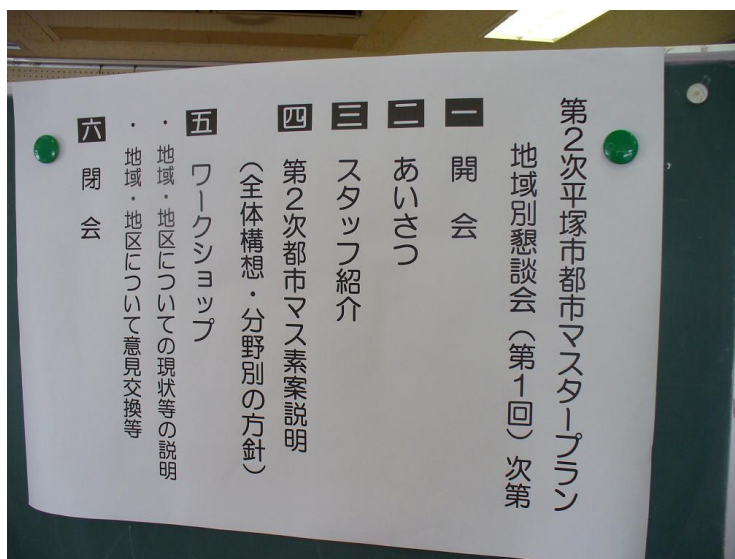 第2次平塚市都市マスタープラン
地域別懇談会(第1回)次第
一 開会
二 あいさつ
三 スタッフ紹介
四 第2次都市マス素案説明
(全体構想・分野別の方針)
五 ワークショップ
・地域・地区についての現状等の説明
・地域・地区について意見交換等
六 閉会